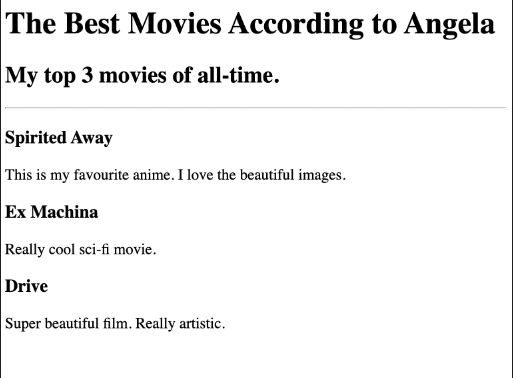 The Best Movies According to Angela
My top 3 movies of all-time.
Spirited Away
This is my favourite anime. I love the beautiful images.
Ex Machina
Really cool sci-fi movie.
Drive
Super beautiful film. Really artistic.